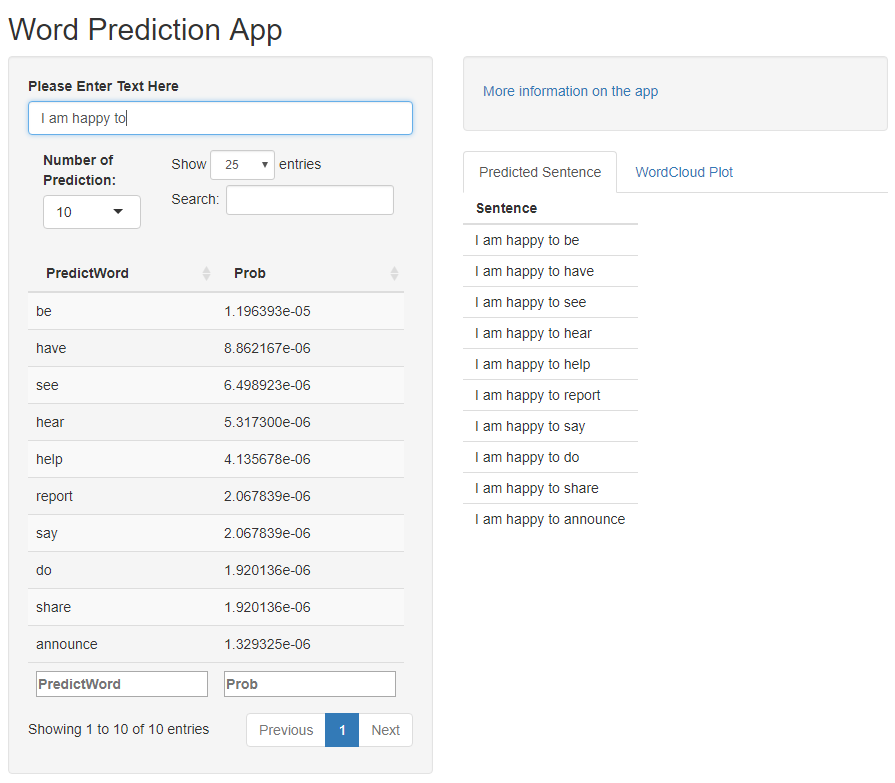 Word Prediction App
Please Enter Text Here
I am happy to
Number of
Prediction:
10
Show 25 entries
Search:
PredictWord Prob
be 1.196393e-05
have 8.862167e-06
see 6.498923e-06
hear 5.317300e-06
help 4.135678e-06
report 2.067839e-06
say 2.067839e-06
do 1.920136e-06
share 1.920136e-06
announce 1.329325e-06
PredictWord Prob
Showing 1 to 10 of 10 entries
Previous 1 Next
More information on the app
Predicted Sentence WordCloud Plot
Sentence
I am happy to be
I am happy to have
I am happy to see
I am happy to hear
I am happy to help
I am happy to report
I am happy to say
I am happy to do
I am happy to share
I am happy to announce